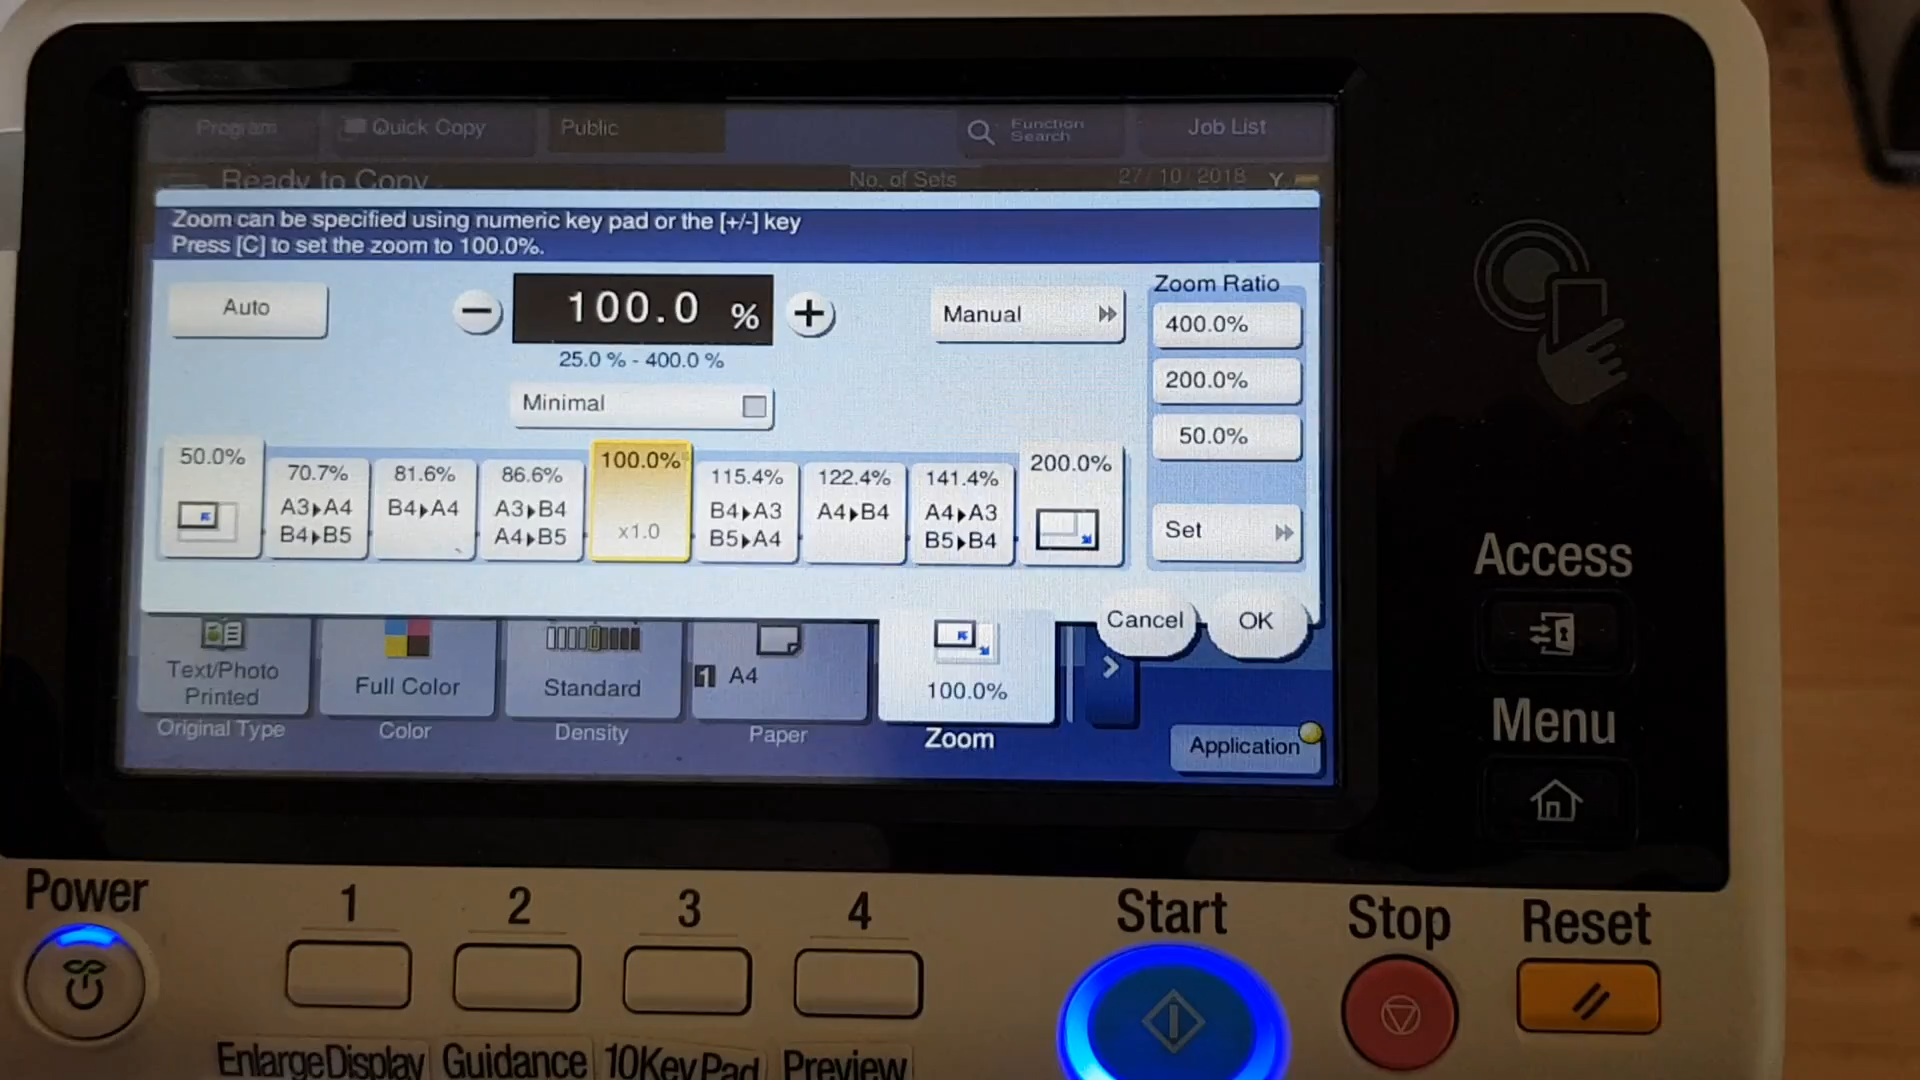 Program
Quick Copy
Public
Function
Search
Job List
Ready to Copy
No. of Sets
27/10/2018
Y
Zoom can be specified using numeric key pad or the [+/-] key
Press [C] to set the zoom to 100.0%.
Auto
−
100.0 %
+
25.0 % - 400.0 %
Minimal
Manual
Zoom Ratio
400.0%
200.0%
50.0%
Set
50.0%
70.7%
A3▸A4
B4▸B5
81.6%
B4▸A4
86.6%
A3▸B4
A4▸B5
100.0%
x1.0
115.4%
B4▸A3
B5▸A4
122.4%
A4▸B4
141.4%
A4▸A3
B5▸B4
200.0%
Cancel
OK
Text/Photo
Printed
Original Type
Full Color
Color
Standard
Density
1 A4
Paper
100.0%
Zoom
Application
Access
Menu
Power
1
2
3
4
Start
Stop
Reset
Enlarge Display
Guidance
10 Key Pad
Preview